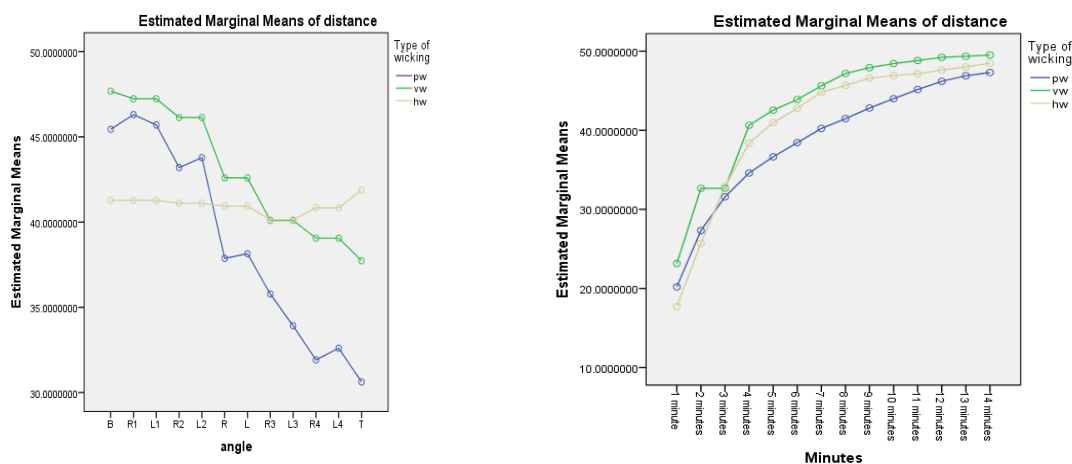 Estimated Marginal Means of distance
Estimated Marginal Means
50.0000000
45.0000000
40.0000000
35.0000000
30.0000000
B R1 L1 R2 L2 R L R3 L3 R4 L4 T
angle
Type of
wicking
pw
vw
hw
Estimated Marginal Means of distance
Estimated Marginal Means
50.0000000
40.0000000
30.0000000
20.0000000
10.0000000
1 minute
2 minutes
3 minutes
4 minutes
5 minutes
6 minutes
7 minutes
8 minutes
9 minutes
10 minutes
11 minutes
12 minutes
13 minutes
14 minutes
Minutes
Type of
wicking
pw
vw
hw